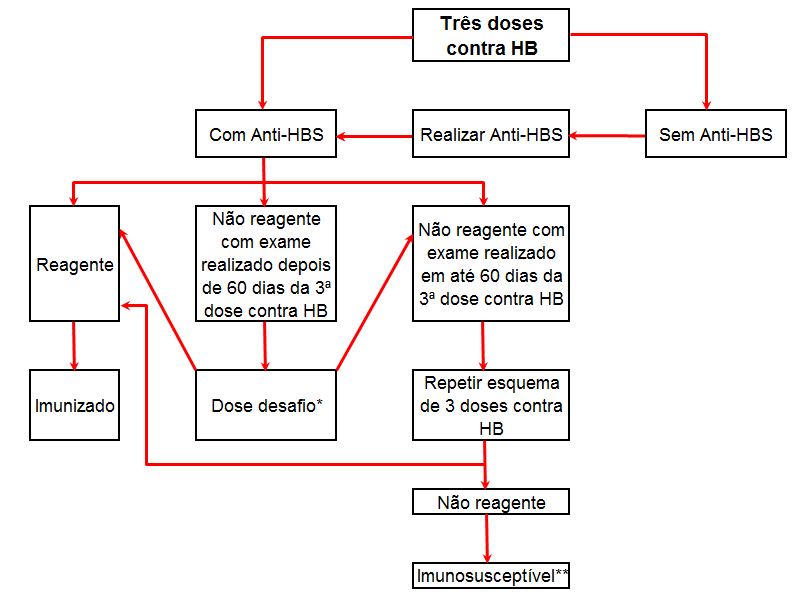 Três doses
contra HB
Com Anti-HBS
Realizar Anti-HBS
Sem Anti-HBS
Reagente
Não reagente
com exame
realizado depois
de 60 dias da 3ª
dose contra HB
Não reagente com
exame realizado
em até 60 dias da
3ª dose contra HB
Imunizado
Dose desafio*
Repetir esquema
de 3 doses contra
HB
Não reagente
Imunosusceptível**